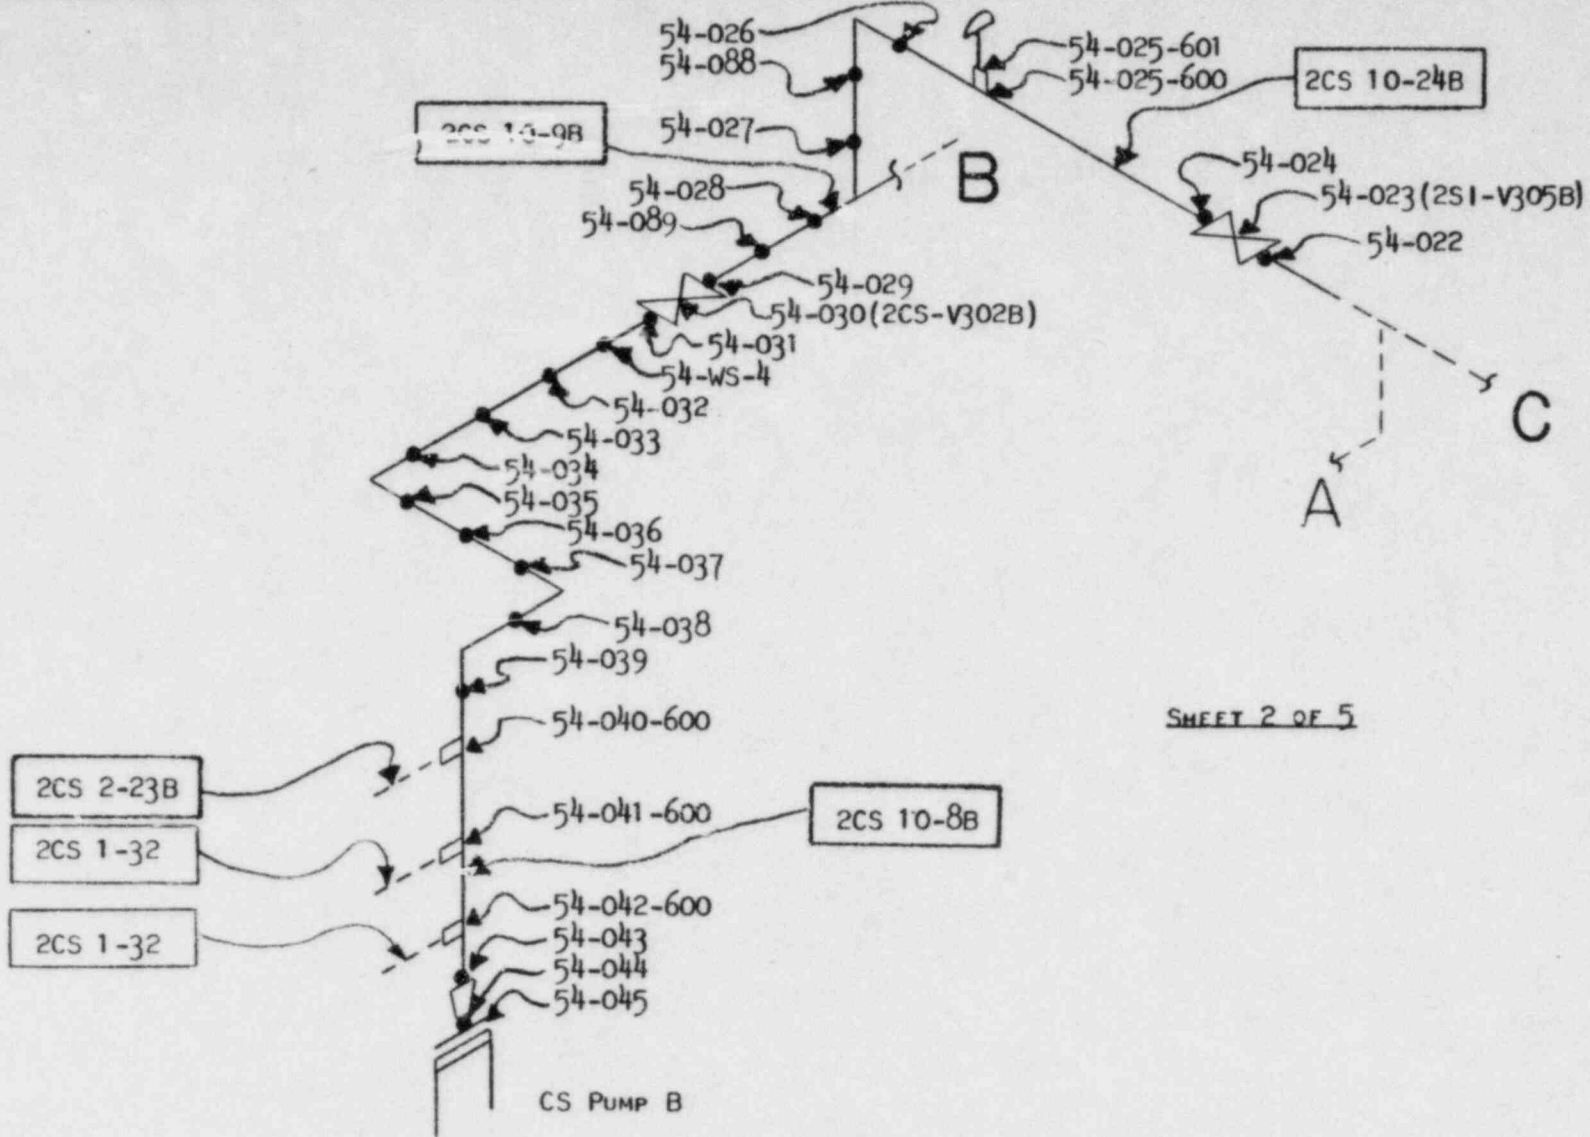 54-026
54-088
54-025-601
54-025-600
2CS 10-24B
2CS 10-9B
54-027
B
54-028
54-089
54-024
54-023(2SI-V305B)
54-022
54-029
54-030(2CS-V302B)
54-031
54-WS-4
54-032
54-033
C
54-034
54-035
A
54-036
54-037
54-038
54-039
54-040-600
SHEET 2 OF 5
2CS 2-23B
54-041-600
2CS 10-8B
2CS 1-32
54-042-600
2CS 1-32
54-043
54-044
54-045
CS PUMP B